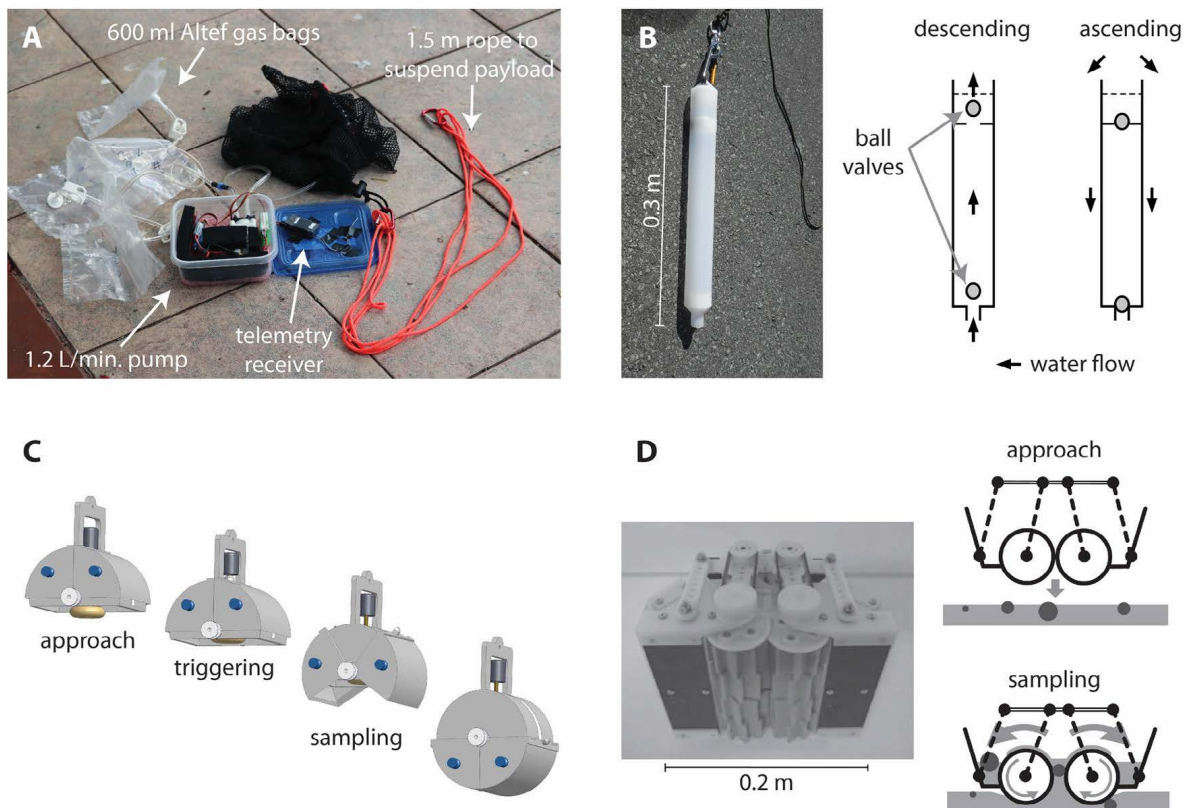 A
600 ml Altef gas bags
1.5 m rope to
suspend payload
1.2 L/min. pump
telemetry
receiver
B
0.3 m
descending
ascending
ball
valves
water flow
C
approach
triggering
sampling
D
0.2 m
approach
sampling